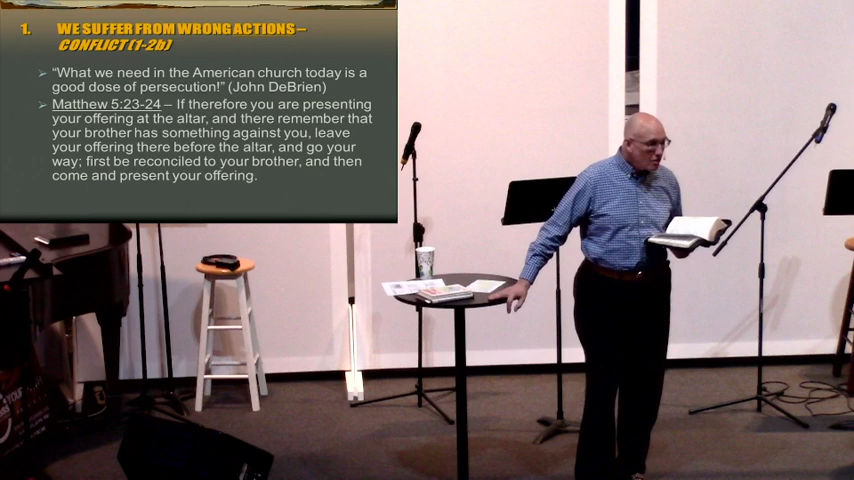 1. WE SUFFER FROM WRONG ACTIONS –
CONFLICT (1-2b)
➢ “What we need in the American church today is a
good dose of persecution!” (John DeBrien)
➢ Matthew 5:23-24 – If therefore you are presenting
your offering at the altar, and there remember that
your brother has something against you, leave
your offering there before the altar, and go your
way; first be reconciled to your brother, and then
come and present your offering.